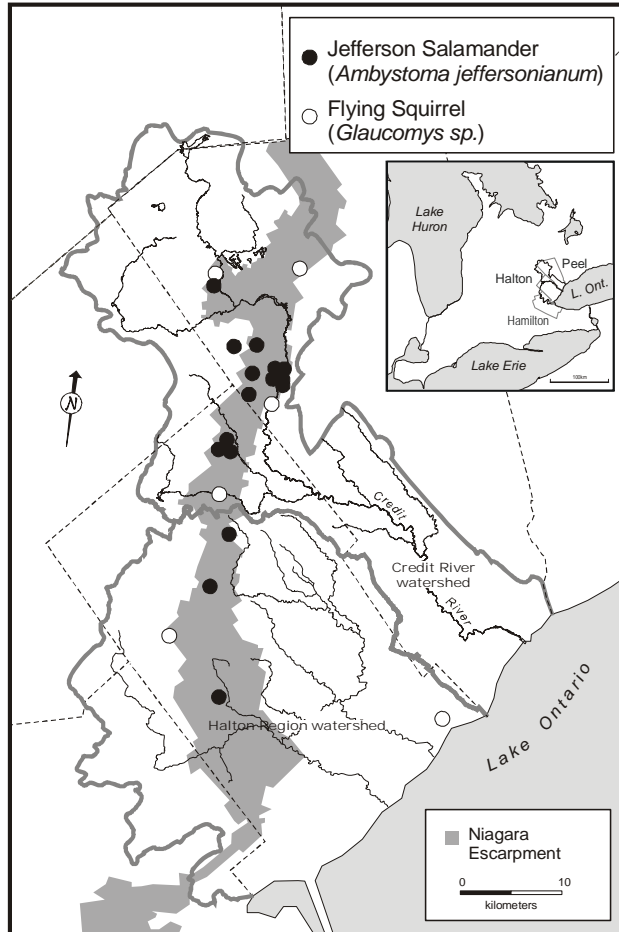 Jefferson Salamander
(Ambystoma jeffersonianum)
Flying Squirrel
(Glaucomys sp.)
Lake
Huron
Peel
Halton
L. Ont.
Hamilton
Lake Erie
100km
N
Credit
Credit River
watershed
River
Lake Ontario
Halton Region watershed
Niagara
Escarpment
0 10
kilometers